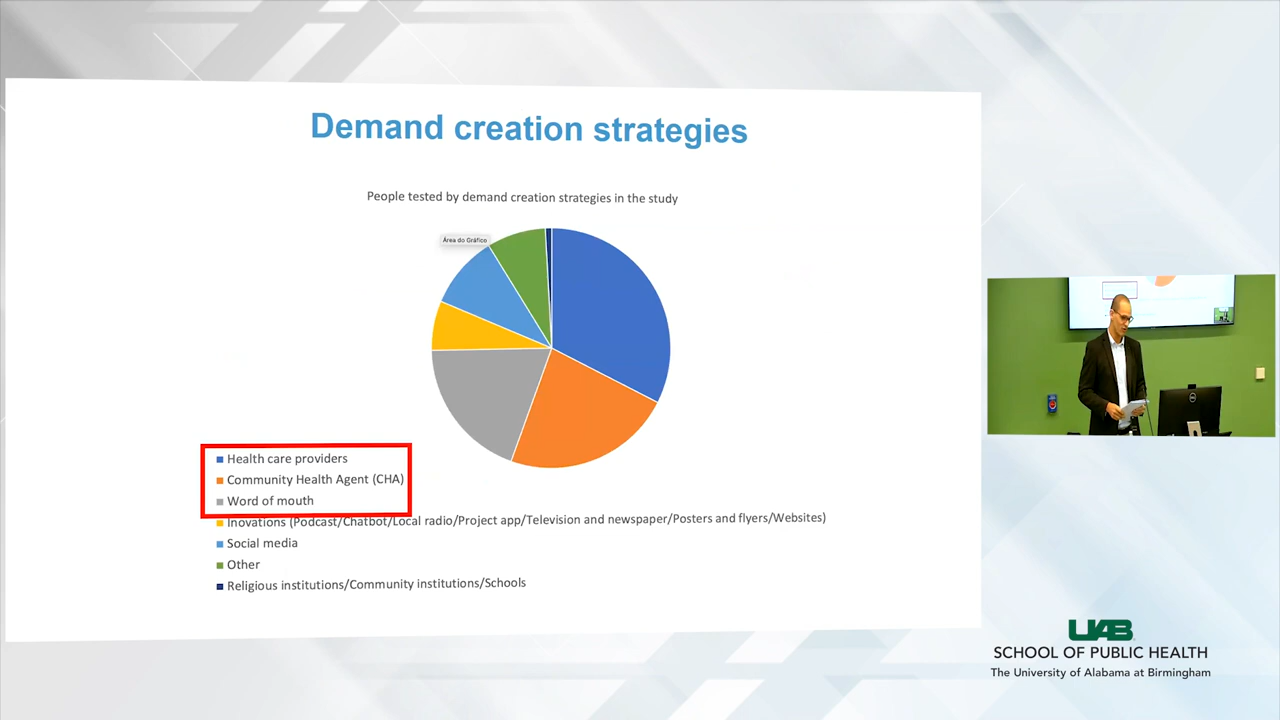 Demand creation strategies
People tested by demand creation strategies in the study
Área do Gráfico
Health care providers
Community Health Agent (CHA)
Word of mouth
Inovations (Podcast/Chatbot/Local radio/Project app/Television and newspaper/Posters and flyers/Websites)
Social media
Other
Religious institutions/Community institutions/Schools
UAB
SCHOOL OF PUBLIC HEALTH
The University of Alabama at Birmingham